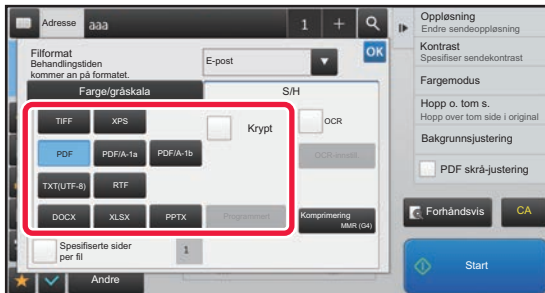 Adresse
aaa
1
+
Filformat
Behandlingstiden
kommer an på formatet.
E-post
OK
Farge/gråskala
S/H
TIFF
XPS
Krypt
OCR
PDF
PDF/A-1a
PDF/A-1b
OCR-innstil.
TXT(UTF-8)
RTF
DOCX
XLSX
PPTX
Programmert
Komprimering
MMR (G4)
Spesifiserte sider
per fil
1
Andre
Oppløsning
Endre sendeoppløsning
Kontrast
Spesifiser sendekontrast
Fargemodus
Hopp o. tom s.
Hopp over tom side i original
Bakgrunnsjustering
PDF skrå-justering
Forhåndsvis
CA
Start